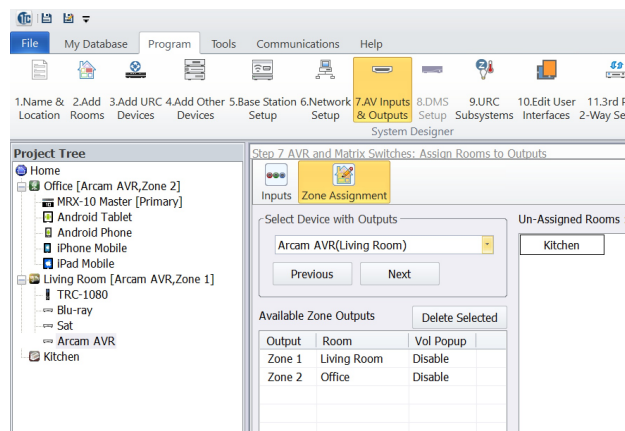 TC
File My Database Program Tools Communications Help
1.Name & Location 2.Add Rooms 3.Add URC Devices 4.Add Other Devices 5.Base Station Setup 6.Network Setup 7.AV Inputs & Outputs 8.DMS Setup 9.URC Subsystems 10.Edit User Interfaces 11.3rd P 2-Way Se
System Designer
Project Tree
Home
Office [Arcam AVR,Zone 2]
MRX-10 Master [Primary]
Android Tablet
Android Phone
iPhone Mobile
iPad Mobile
Living Room [Arcam AVR,Zone 1]
TRC-1080
Blu-ray
Sat
Arcam AVR
Kitchen
Step 7 AVR and Matrix Switches: Assign Rooms to Outputs
Inputs Zone Assignment
Select Device with Outputs
Arcam AVR(Living Room)
Previous Next
Un-Assigned Rooms
Kitchen
Available Zone Outputs Delete Selected
Output Room Vol Popup
Zone 1 Living Room Disable
Zone 2 Office Disable